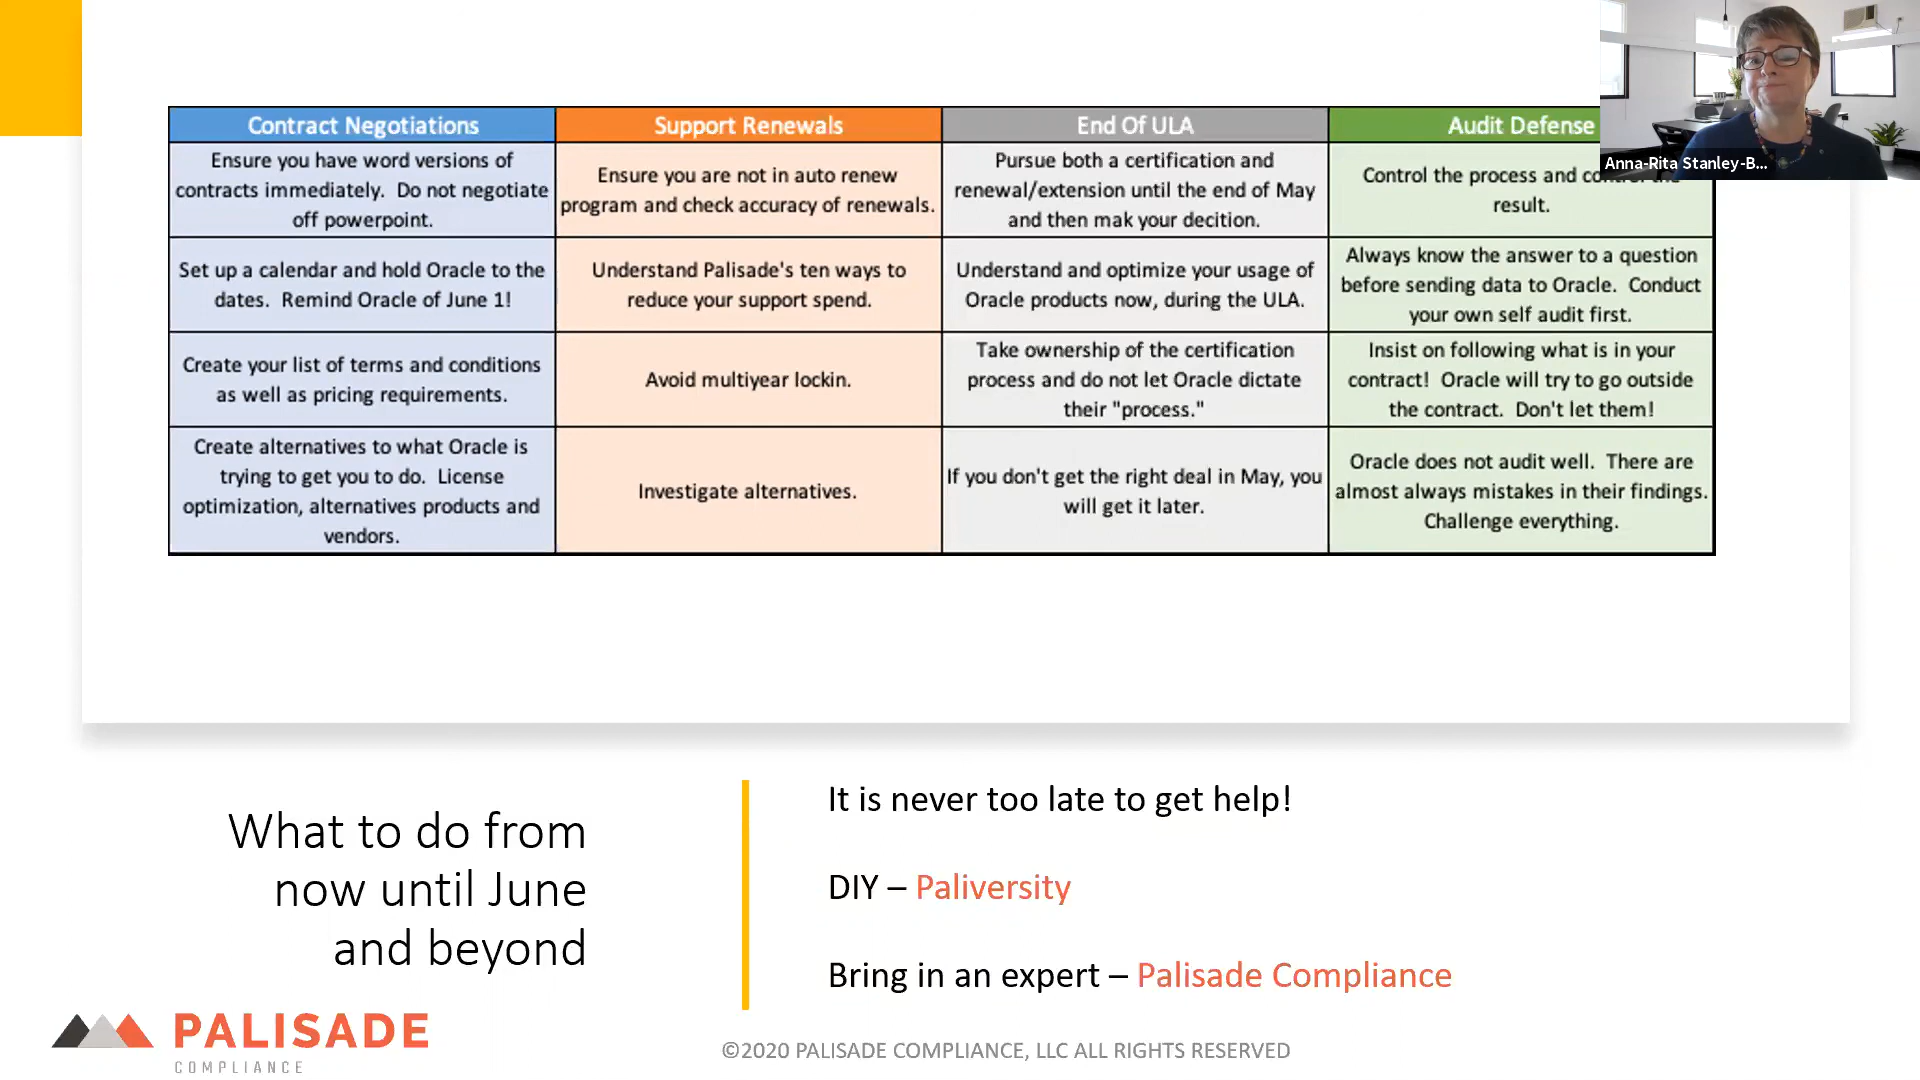 Contract Negotiations
Support Renewals
End Of ULA
Audit Defense
Ensure you have word versions of
contracts immediately. Do not negotiate
off powerpoint.
Ensure you are not in auto renew
program and check accuracy of renewals.
Pursue both a certification and
renewal/extension until the end of May
and then mak your decition.
Control the process and control the
result.
Set up a calendar and hold Oracle to the
dates. Remind Oracle of June 1!
Understand Palisade's ten ways to
reduce your support spend.
Understand and optimize your usage of
Oracle products now, during the ULA.
Always know the answer to a question
before sending data to Oracle. Conduct
your own self audit first.
Create your list of terms and conditions
as well as pricing requirements.
Avoid multiyear lockin.
Take ownership of the certification
process and do not let Oracle dictate
their "process."
Insist on following what is in your
contract! Oracle will try to go outside
the contract. Don't let them!
Create alternatives to what Oracle is
trying to get you to do. License
optimization, alternatives products and
vendors.
Investigate alternatives.
If you don't get the right deal in May, you
will get it later.
Oracle does not audit well. There are
almost always mistakes in their findings.
Challenge everything.
Anna-Rita Stanley-B...
What to do from
now until June
and beyond
It is never too late to get help!
DIY – Paliversity
Bring in an expert – Palisade Compliance
PALISADE
COMPLIANCE
©2020 PALISADE COMPLIANCE, LLC ALL RIGHTS RESERVED